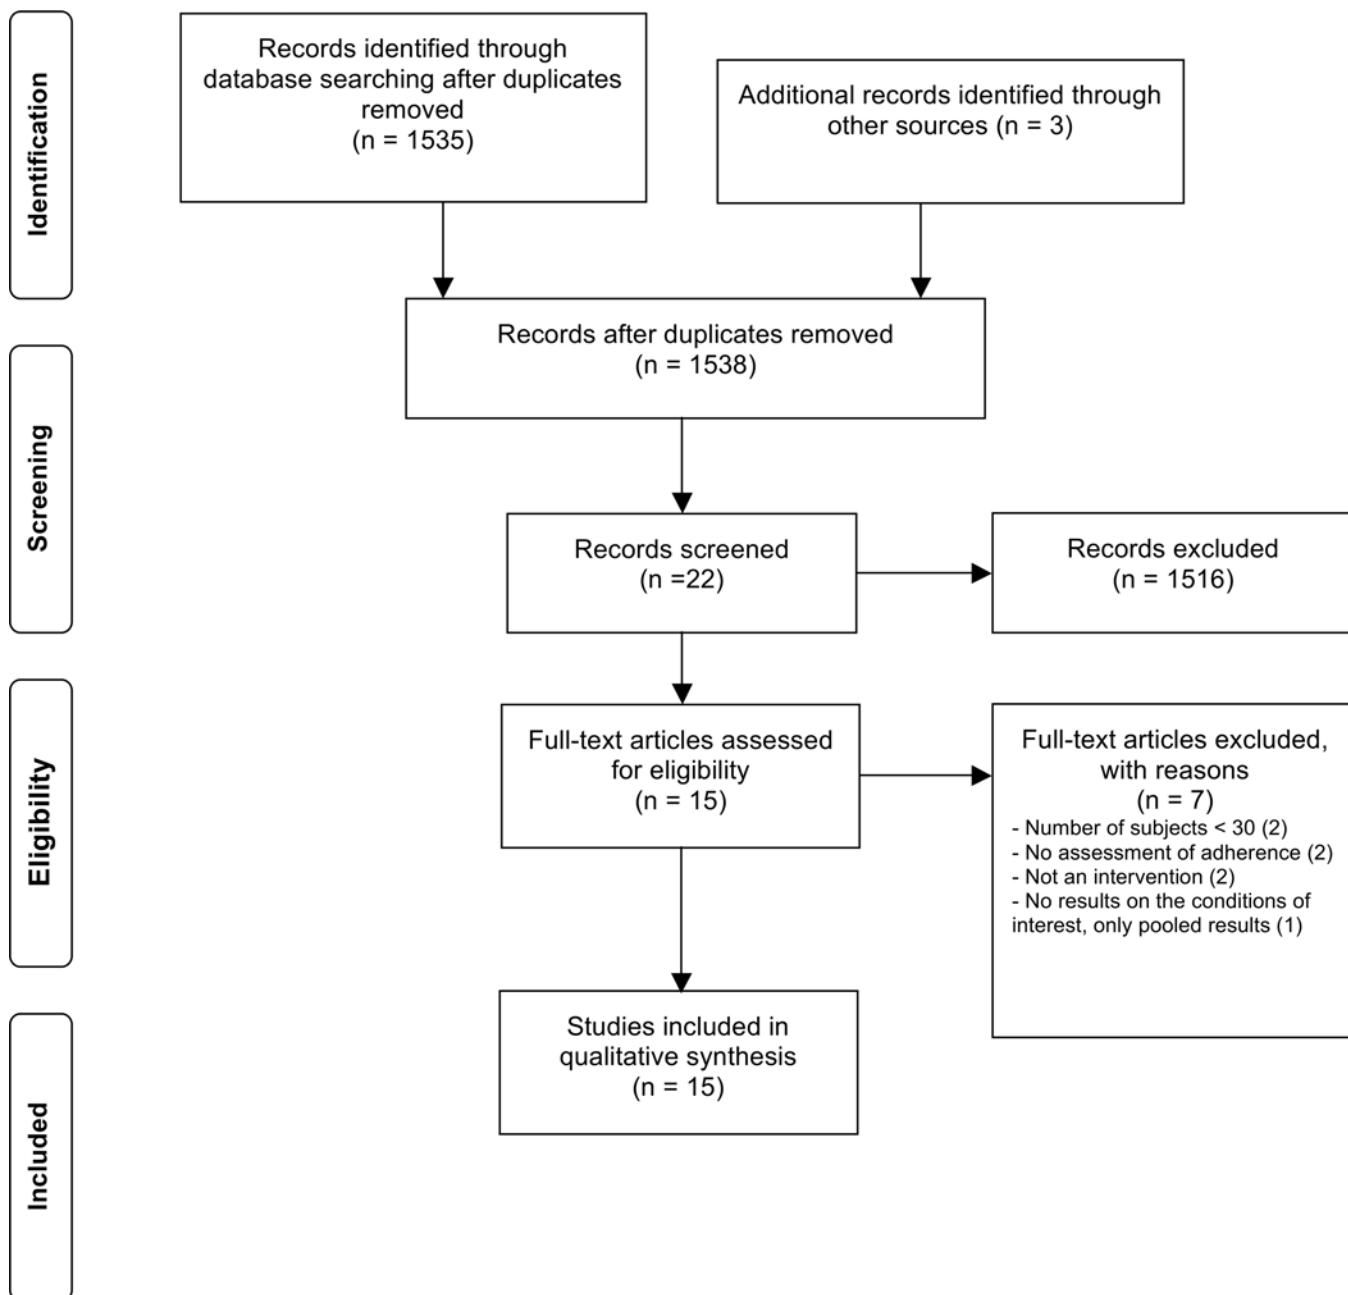 Identification
Records identified through
database searching after duplicates
removed
(n = 1535)
Additional records identified through
other sources (n = 3)
Records after duplicates removed
(n = 1538)
Screening
Records screened
(n =22)
Records excluded
(n = 1516)
Eligibility
Full-text articles assessed
for eligibility
(n = 15)
Full-text articles excluded,
with reasons
(n = 7)
- Number of subjects < 30 (2)
- No assessment of adherence (2)
- Not an intervention (2)
- No results on the conditions of
interest, only pooled results (1)
Included
Studies included in
qualitative synthesis
(n = 15)